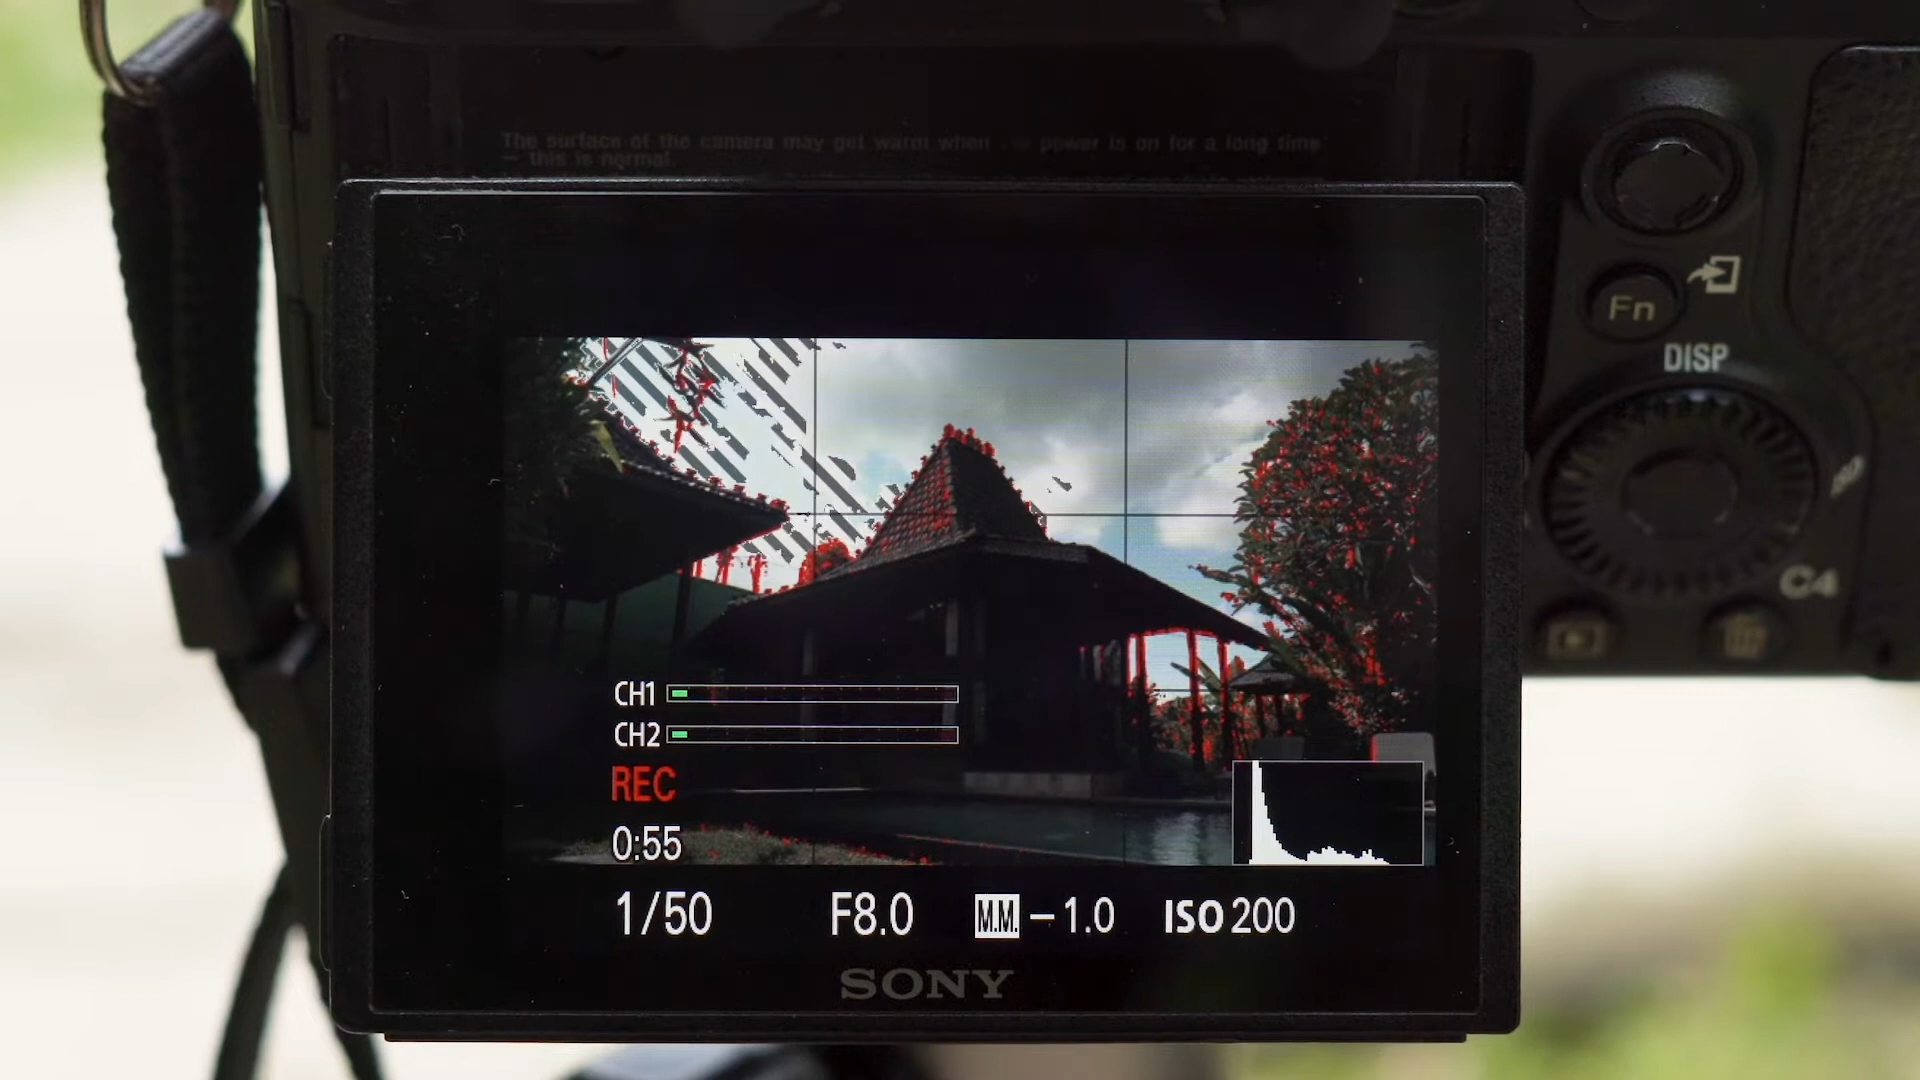 The surface of the camera may get warm when power is on for a long time
— this is normal.
Fn
DISP
ISO
C4
CH1
CH2
REC
0:55
1/50 F8.0 M.M. –1.0 ISO 200
SONY